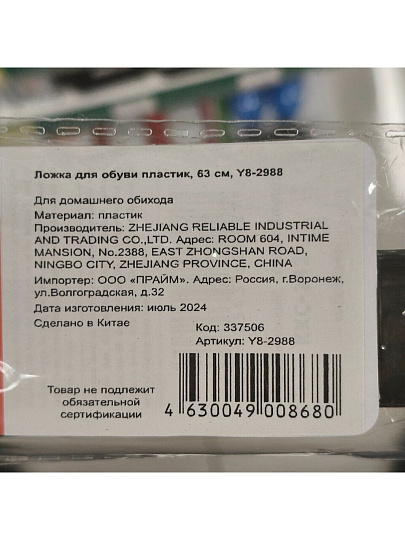 Ложка для обуви пластик, 63 см, Y8-2988
Для домашнего обихода
Материал: пластик
Производитель: ZHEJIANG RELIABLE INDUSTRIAL
AND TRADING CO.,LTD. Адрес: ROOM 604, INTIME
MANSION, No.2388, EAST ZHONGSHAN ROAD,
NINGBO CITY, ZHEJIANG PROVINCE, CHINA
Импортер: ООО «ПРАЙМ». Адрес: Россия, г.Воронеж,
ул.Волгоградская, д.32
Дата изготовления: июль 2024
Сделано в Китае
Код: 337506
Артикул: Y8-2988
Товар не подлежит
обязательной
сертификации
4 630049 008680